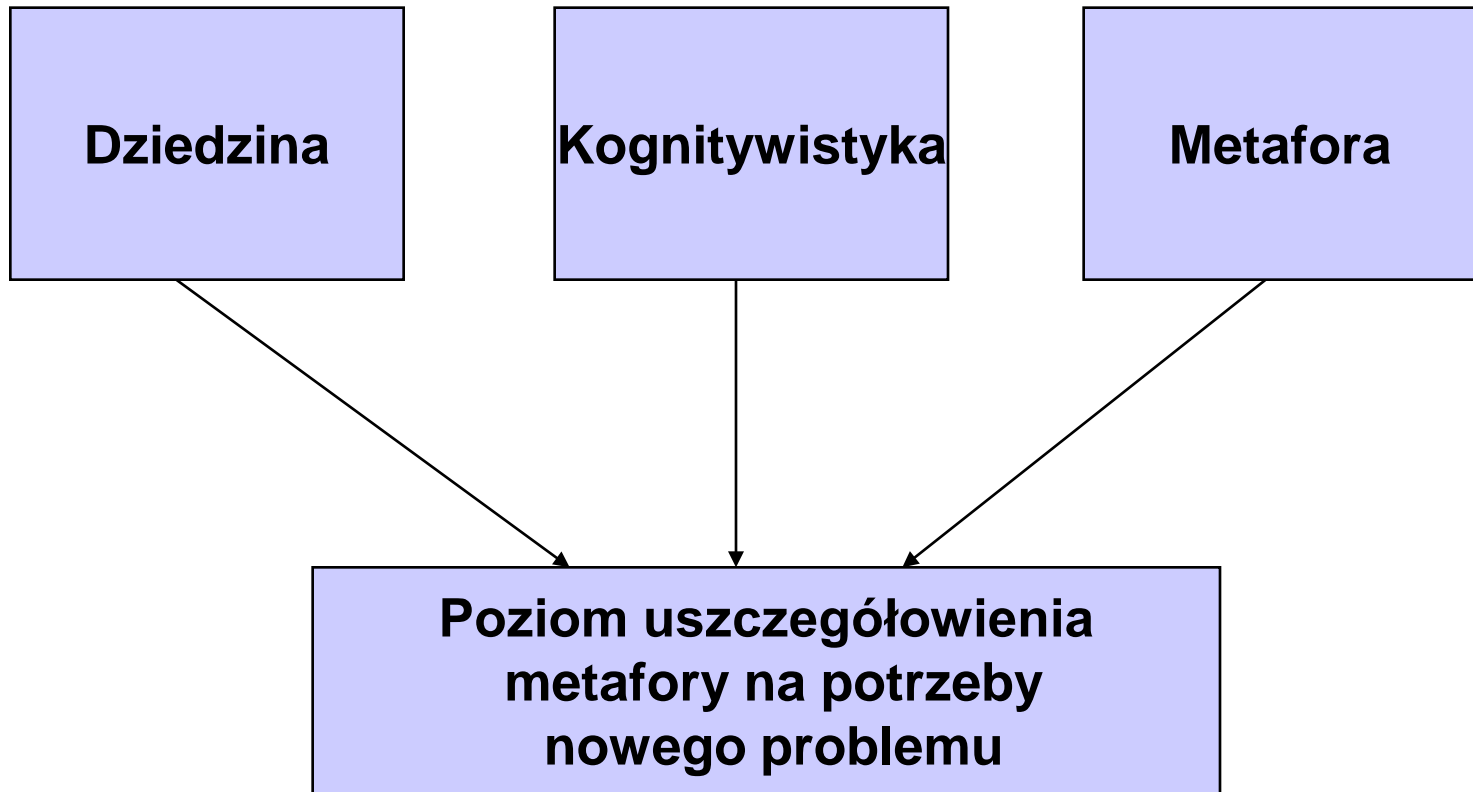 Dziedzina
Kognitywistyka
Metafora
Poziom uszczegółowienia
metafory na potrzeby
nowego problemu